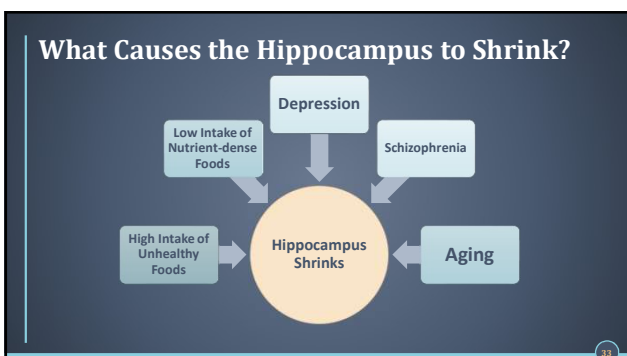 What Causes the Hippocampus to Shrink?
Depression
Low Intake of
Nutrient-dense
Foods
Schizophrenia
High Intake of
Unhealthy
Foods
Hippocampus
Shrinks
Aging
33